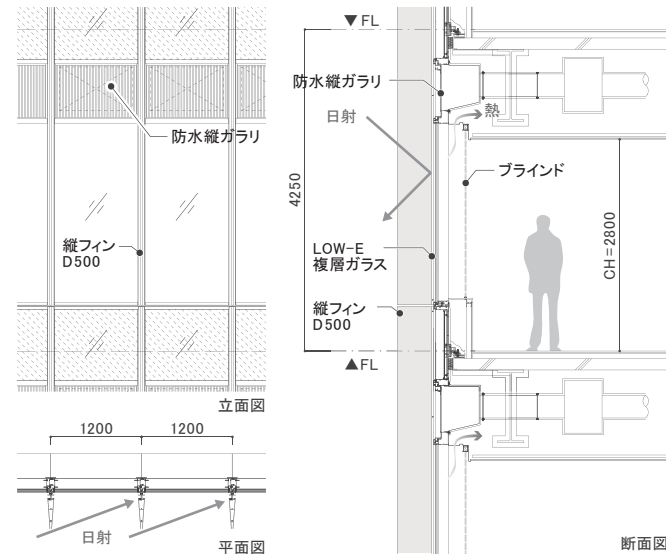 防水縦ガラリ
縦フィン
D500
立面図
1200
1200
日射
平面図
▼FL
防水縦ガラリ
日射
熱
ブラインド
4250
CH=2800
LOW-E
複層ガラス
縦フィン
D500
▲FL
断面図